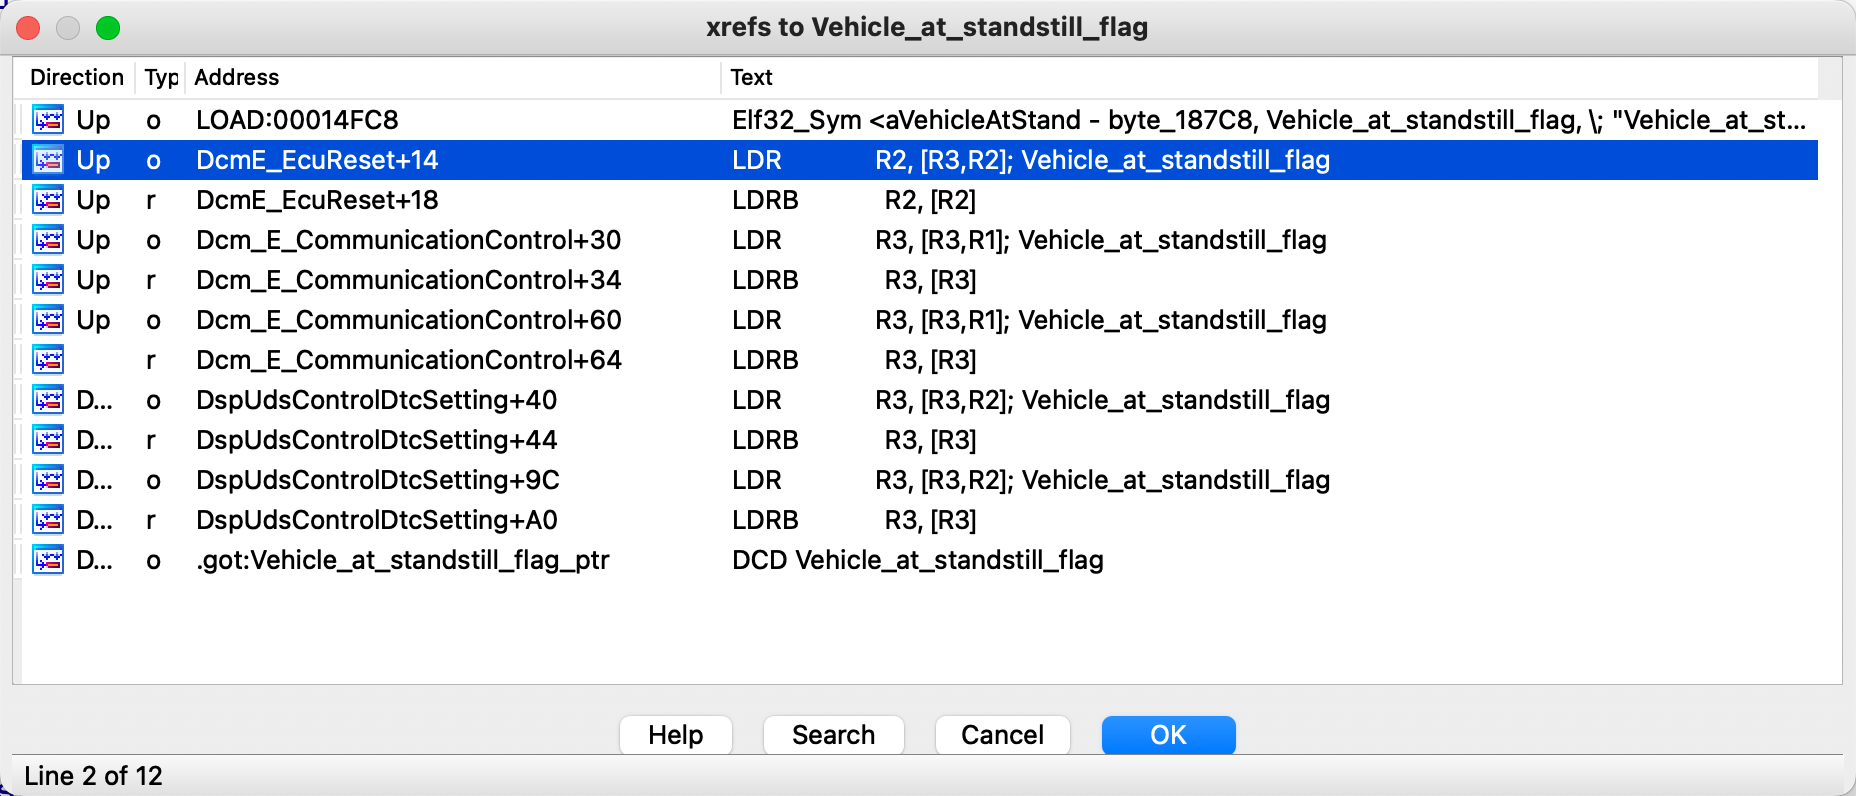 xrefs to Vehicle_at_standstill_flag
Direction Typ Address Text
Up o LOAD:00014FC8 Elf32_Sym <aVehicleAtStand - byte_187C8, Vehicle_at_standstill_flag, \; "Vehicle_at_st...
Up o DcmE_EcuReset+14 LDR R2, [R3,R2]; Vehicle_at_standstill_flag
Up r DcmE_EcuReset+18 LDRB R2, [R2]
Up o Dcm_E_CommunicationControl+30 LDR R3, [R3,R1]; Vehicle_at_standstill_flag
Up r Dcm_E_CommunicationControl+34 LDRB R3, [R3]
Up o Dcm_E_CommunicationControl+60 LDR R3, [R3,R1]; Vehicle_at_standstill_flag
r Dcm_E_CommunicationControl+64 LDRB R3, [R3]
D... o DspUdsControlDtcSetting+40 LDR R3, [R3,R2]; Vehicle_at_standstill_flag
D... r DspUdsControlDtcSetting+44 LDRB R3, [R3]
D... o DspUdsControlDtcSetting+9C LDR R3, [R3,R2]; Vehicle_at_standstill_flag
D... r DspUdsControlDtcSetting+A0 LDRB R3, [R3]
D... o .got:Vehicle_at_standstill_flag_ptr DCD Vehicle_at_standstill_flag
Help Search Cancel OK
Line 2 of 12